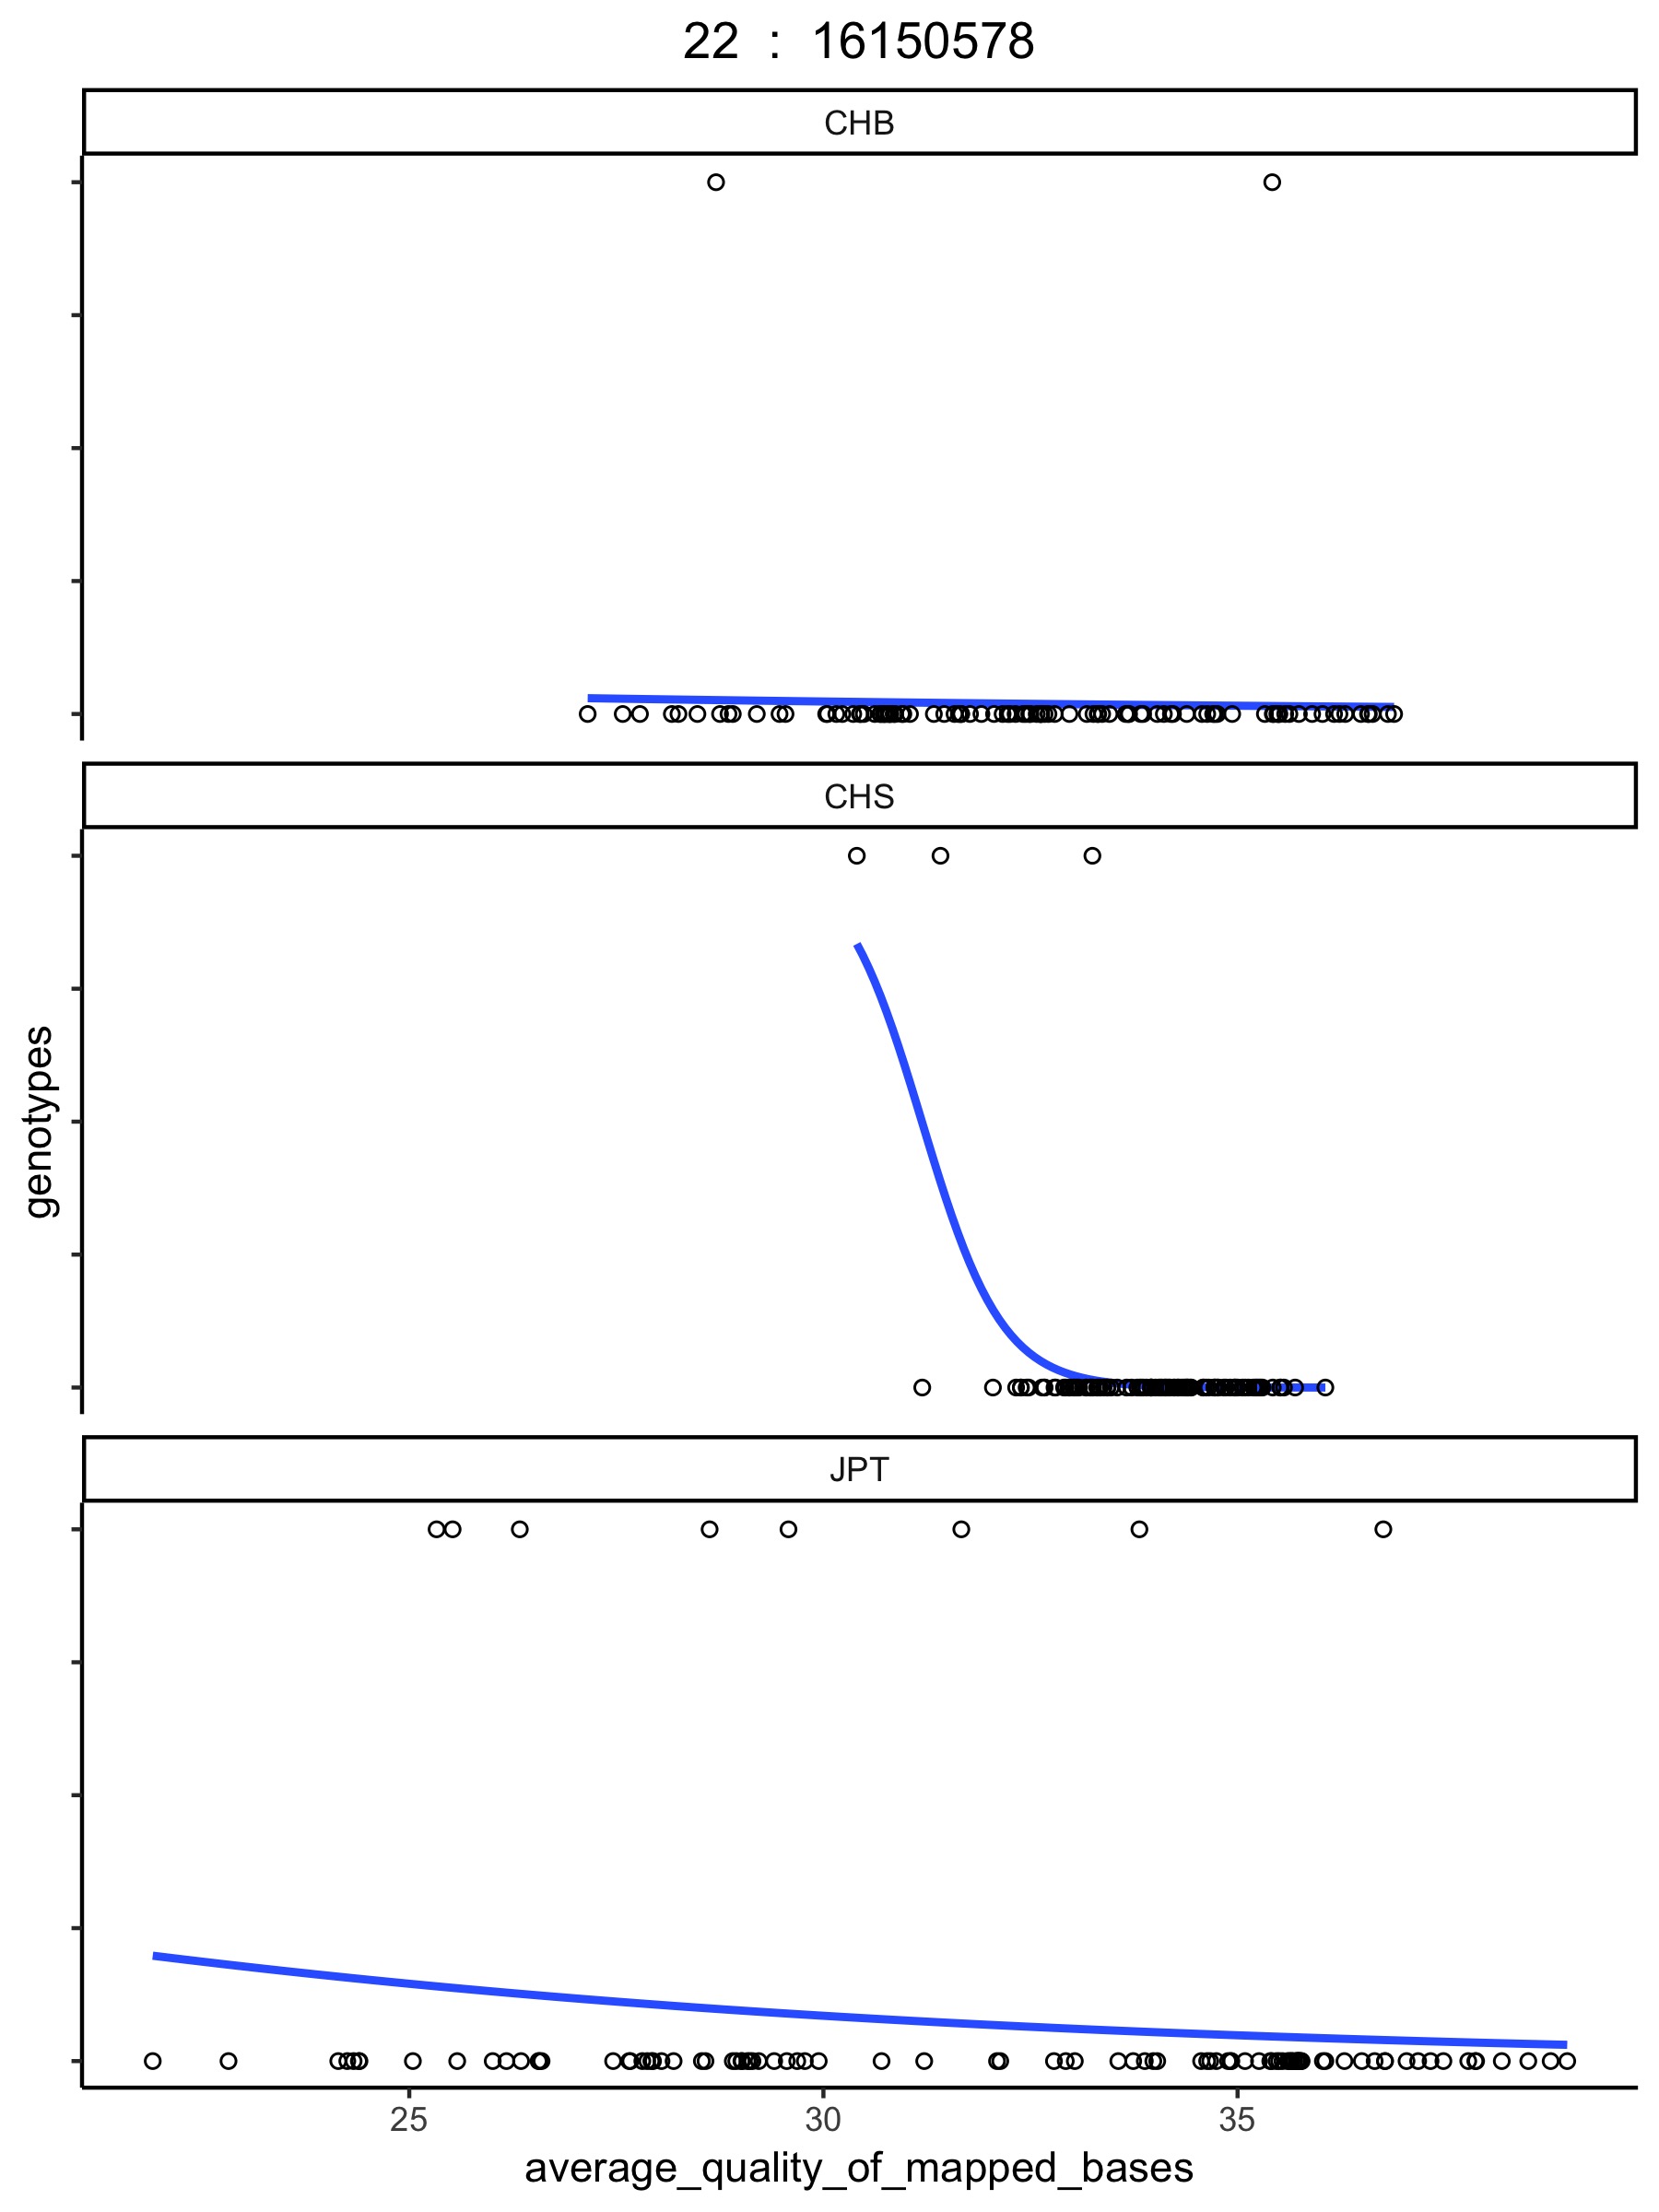 22 : 16150578
CHB
CHS
genotypes
JPT
25 30 35
average_quality_of_mapped_bases